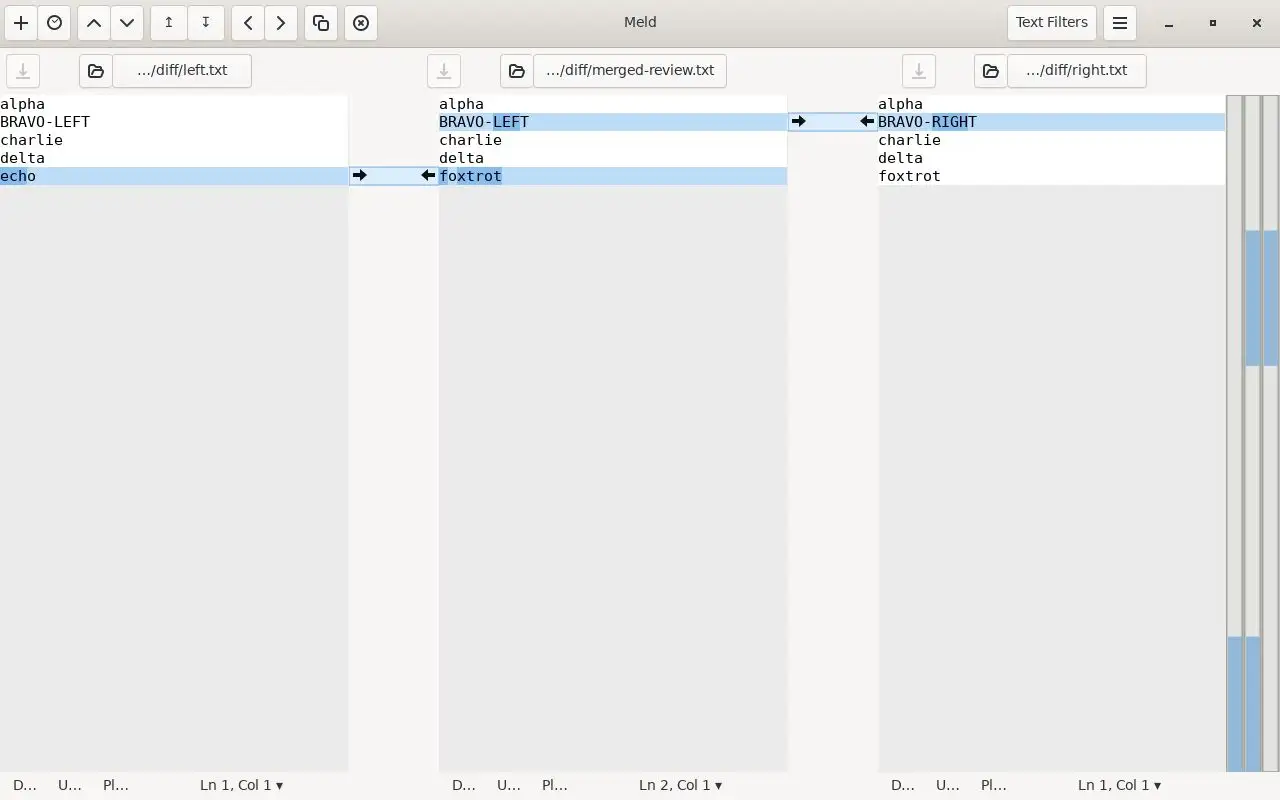 Meld
Text Filters
.../diff/left.txt
.../diff/merged-review.txt
.../diff/right.txt
alpha
BRAVO-LEFT
charlie
delta
echo
alpha
BRAVO-LEFT
charlie
delta
foxtrot
alpha
BRAVO-RIGHT
charlie
delta
foxtrot
D... U... Pl... Ln 1, Col 1
D... U... Pl... Ln 2, Col 1
D... U... Pl... Ln 1, Col 1